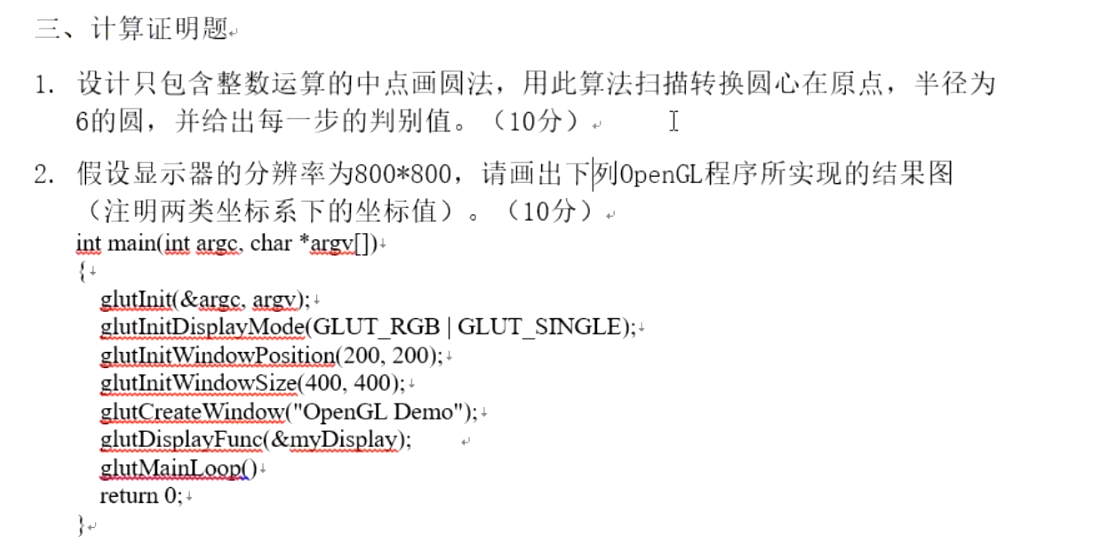 三、计算证明题
1. 设计只包含整数运算的中点画圆法，用此算法扫描转换圆心在原点，半径为
6的圆，并给出每一步的判别值。（10分）
2. 假设显示器的分辨率为800*800，请画出下列OpenGL程序所实现的结果图
（注明两类坐标系下的坐标值）。（10分）
int main(int argc, char *argv[])
{
glutInit(&argc, argv);
glutInitDisplayMode(GLUT_RGB | GLUT_SINGLE);
glutInitWindowPosition(200, 200);
glutInitWindowSize(400, 400);
glutCreateWindow("OpenGL Demo");
glutDisplayFunc(&myDisplay);
glutMainLoop()
return 0;
}